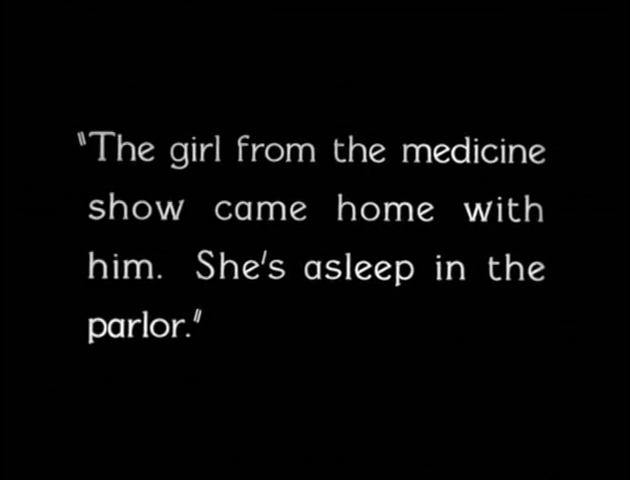 "The girl from the medicine
show came home with
him. She's asleep in the
parlor."